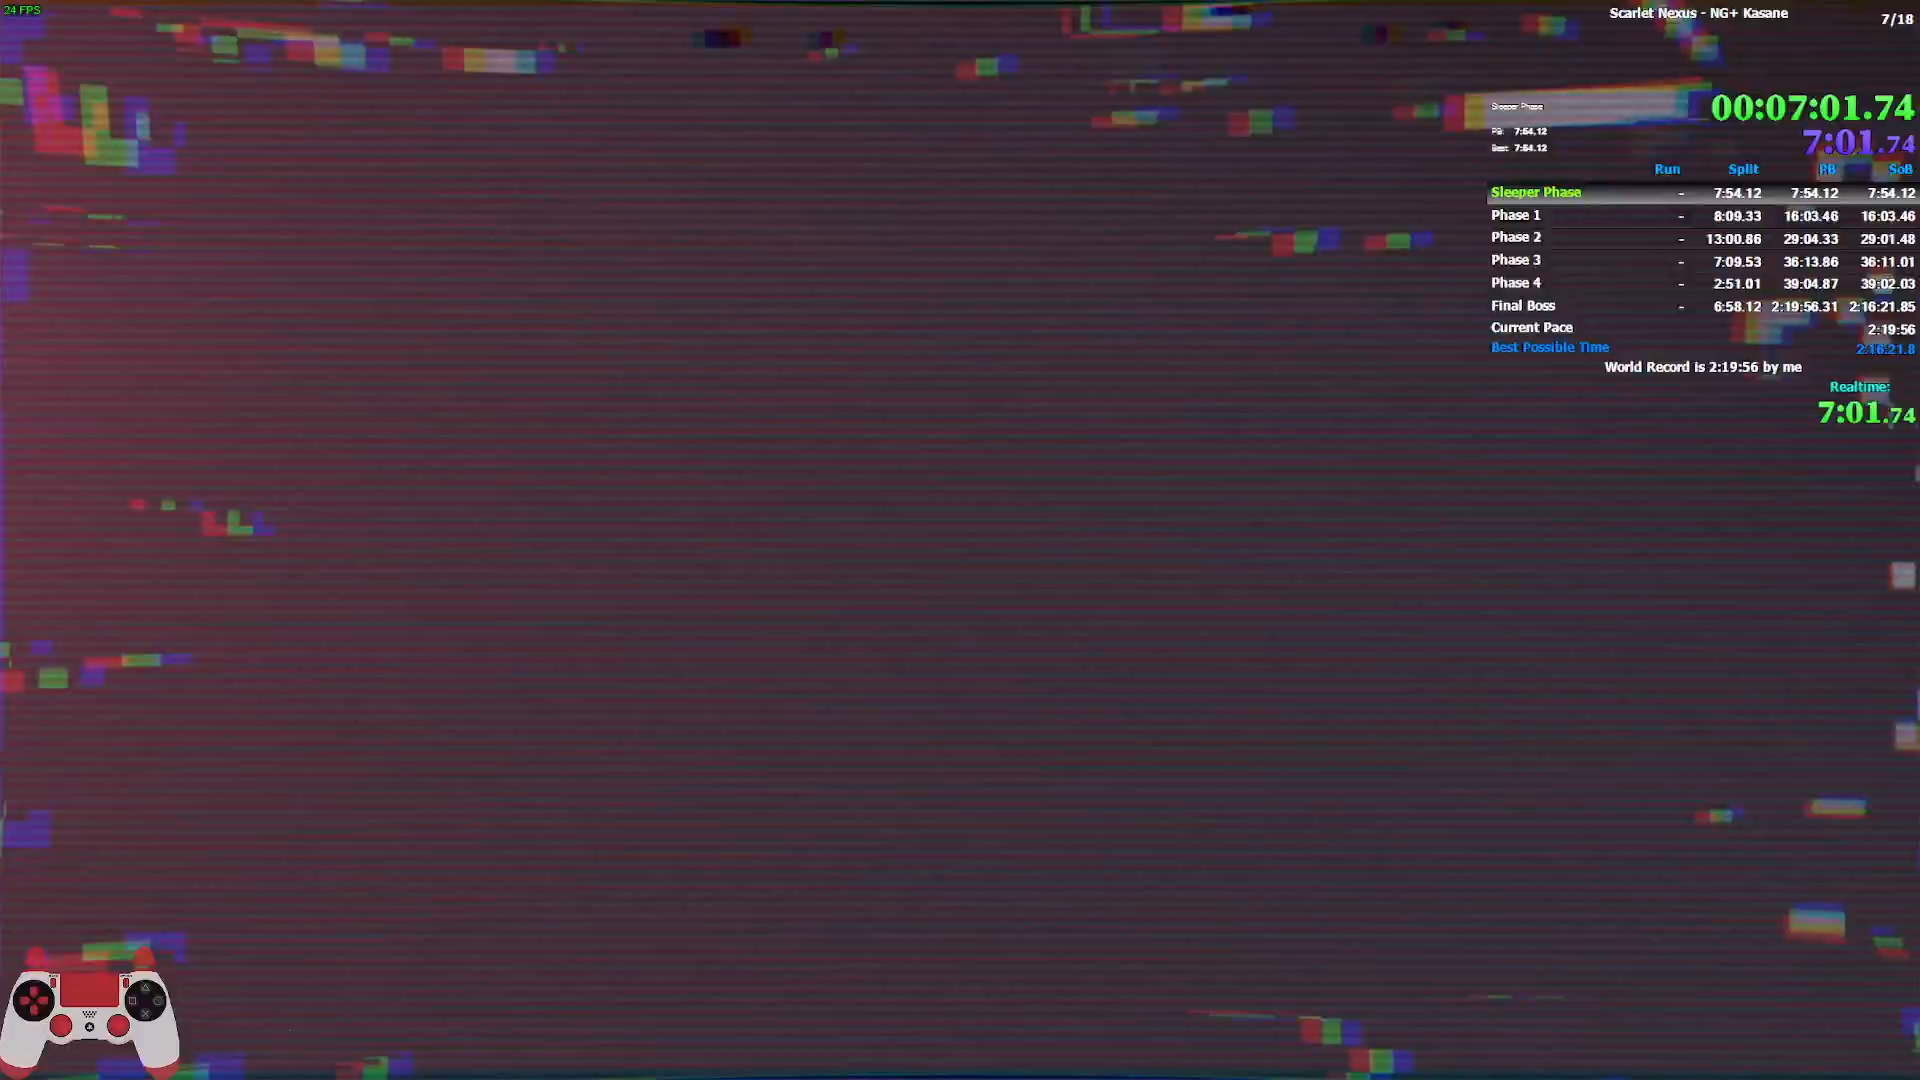 24 FPS
Scarlet Nexus - NG+ Kasane
7/18
Sleeper Phase
00:07:01.74
PB: 7:54.12
7:01.74
Best: 7:54.12
Run Split PB SoB
Sleeper Phase - 7:54.12 7:54.12 7:54.12
Phase 1 - 8:09.33 16:03.46 16:03.46
Phase 2 - 13:00.86 29:04.33 29:01.48
Phase 3 - 7:09.53 36:13.86 36:11.01
Phase 4 - 2:51.01 39:04.87 39:02.03
Final Boss - 6:58.12 2:19:56.31 2:16:21.85
Current Pace 2:19:56
Best Possible Time 2:16:21.8
World Record is 2:19:56 by me
Realtime:
7:01.74